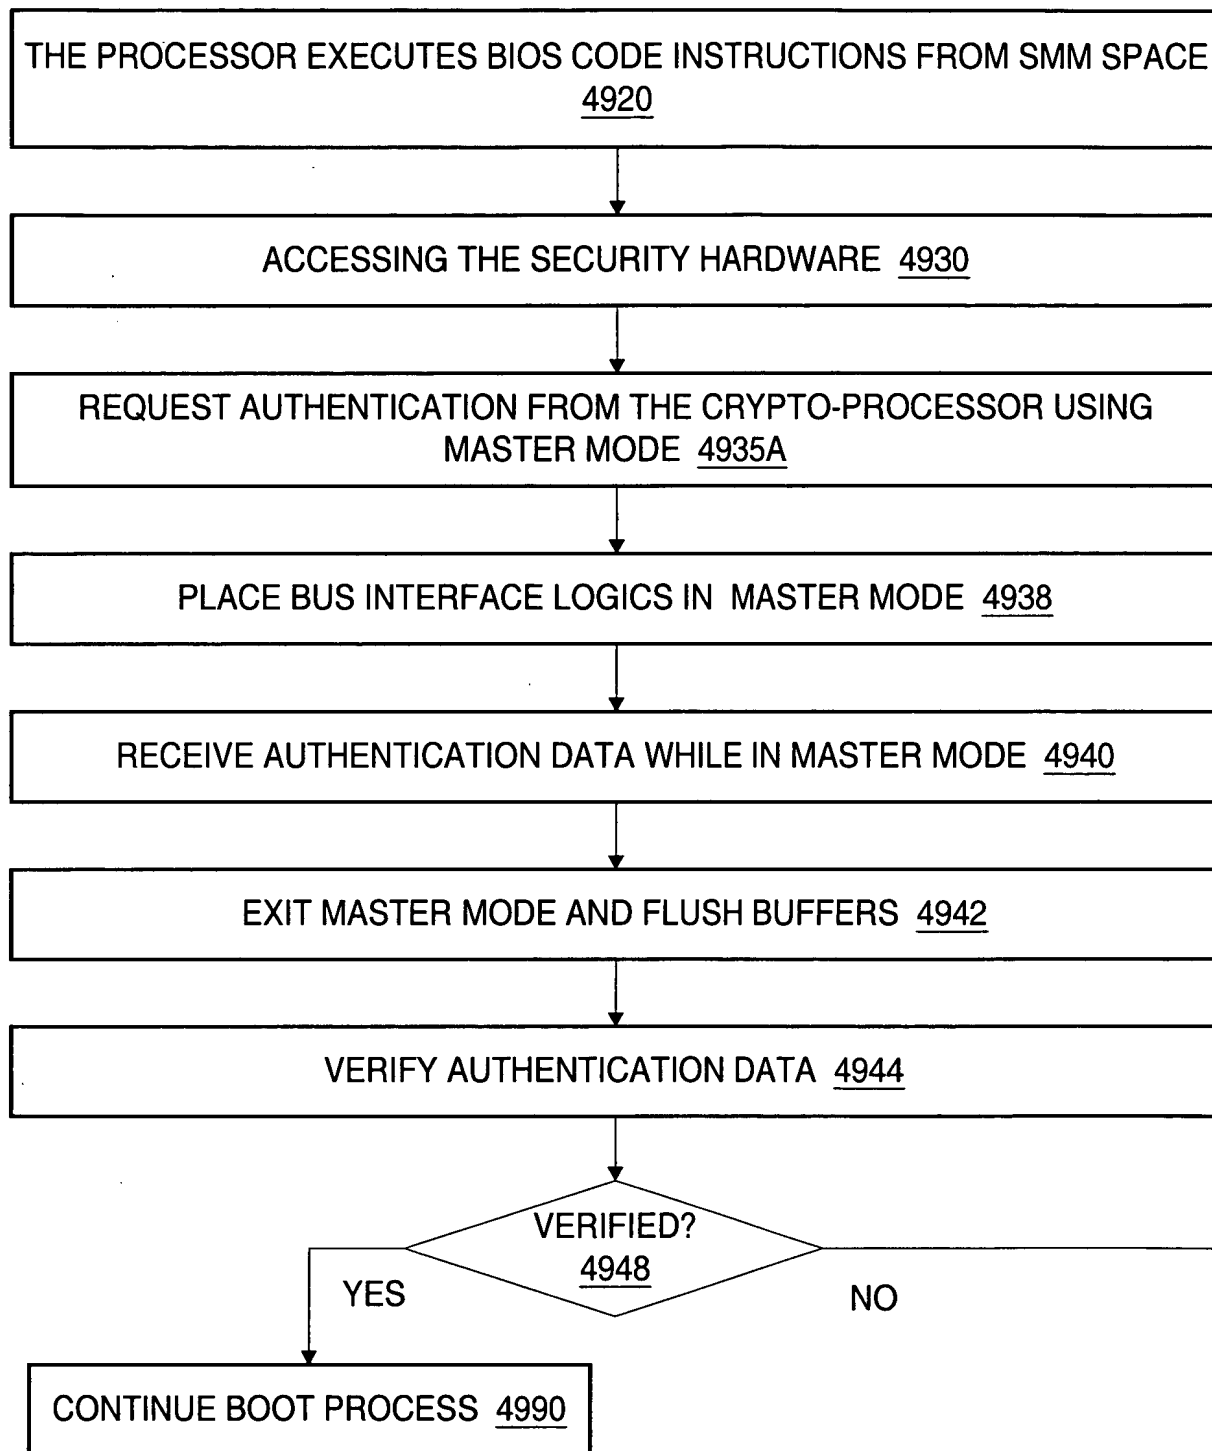 THE PROCESSOR EXECUTES BIOS CODE INSTRUCTIONS FROM SMM SPACE
4920
ACCESSING THE SECURITY HARDWARE 4930
REQUEST AUTHENTICATION FROM THE CRYPTO-PROCESSOR USING
MASTER MODE 4935A
PLACE BUS INTERFACE LOGICS IN MASTER MODE 4938
RECEIVE AUTHENTICATION DATA WHILE IN MASTER MODE 4940
EXIT MASTER MODE AND FLUSH BUFFERS 4942
VERIFY AUTHENTICATION DATA 4944
VERIFIED?
4948
YES
NO
CONTINUE BOOT PROCESS 4990